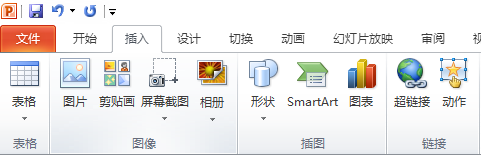 文件 开始 插入 设计 切换 动画 幻灯片放映 审阅
表格 图片 剪贴画 屏幕截图 相册 形状 SmartArt 图表 超链接 动作
表格 图像 插图 链接